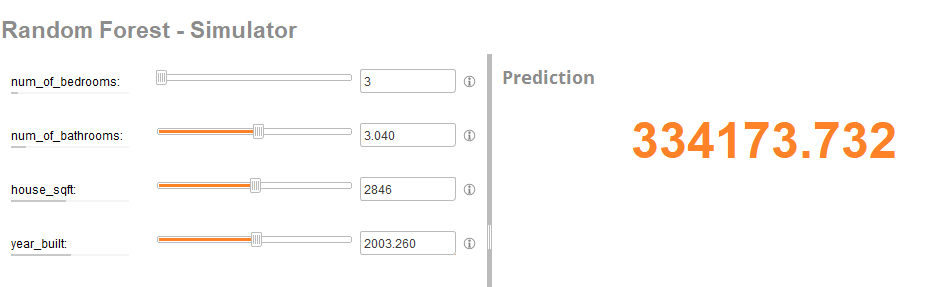 Random Forest - Simulator
num_of_bedrooms: 3
num_of_bathrooms: 3.040
house_sqft: 2846
year_built: 2003.260
Prediction
334173.732